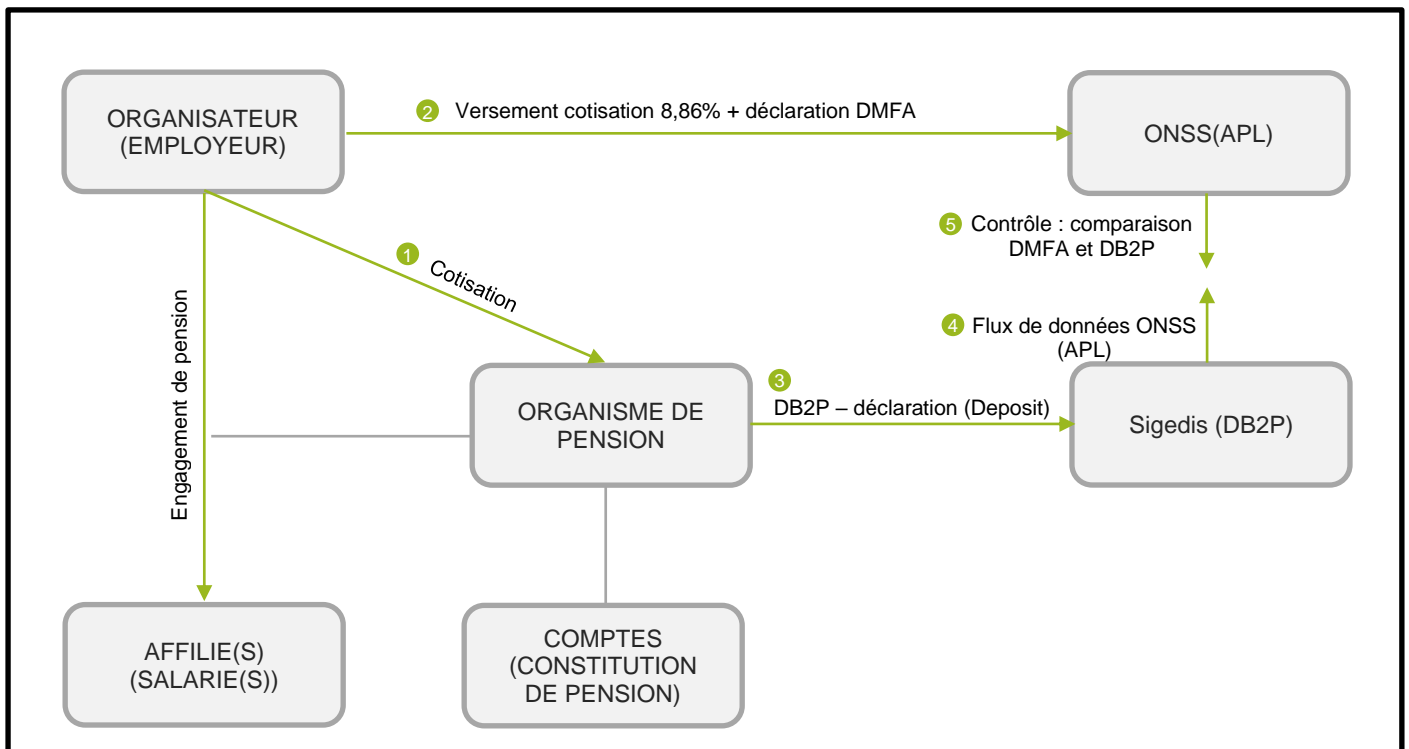 ORGANISATEUR
(EMPLOYEUR)
2 Versement cotisation 8,86% + déclaration DMFA
ONSS(APL)
5 Contrôle : comparaison
DMFA et DB2P
1 Cotisation
Engagement de pension
4 Flux de données ONSS
(APL)
ORGANISME DE
PENSION
3
DB2P – déclaration (Deposit)
Sigedis (DB2P)
AFFILIE(S)
(SALARIE(S))
COMPTES
(CONSTITUTION
DE PENSION)